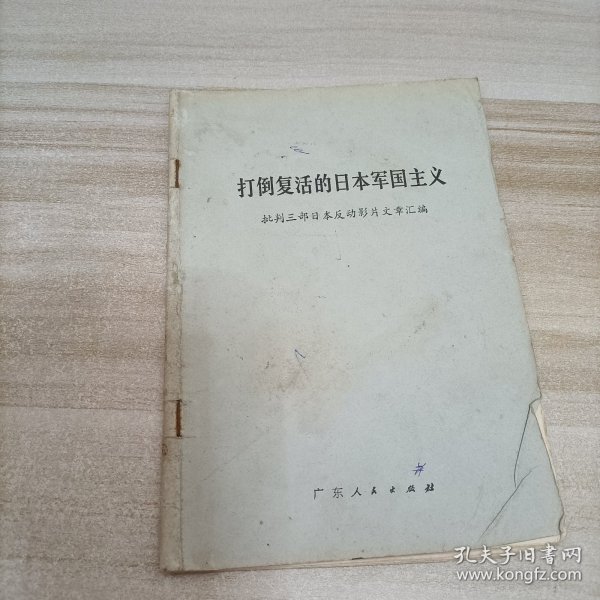 打倒复活的日本军国主义
批判三部日本反动影片文章汇编
广东人民出版社
孔夫子旧书网
www.kongfz.com